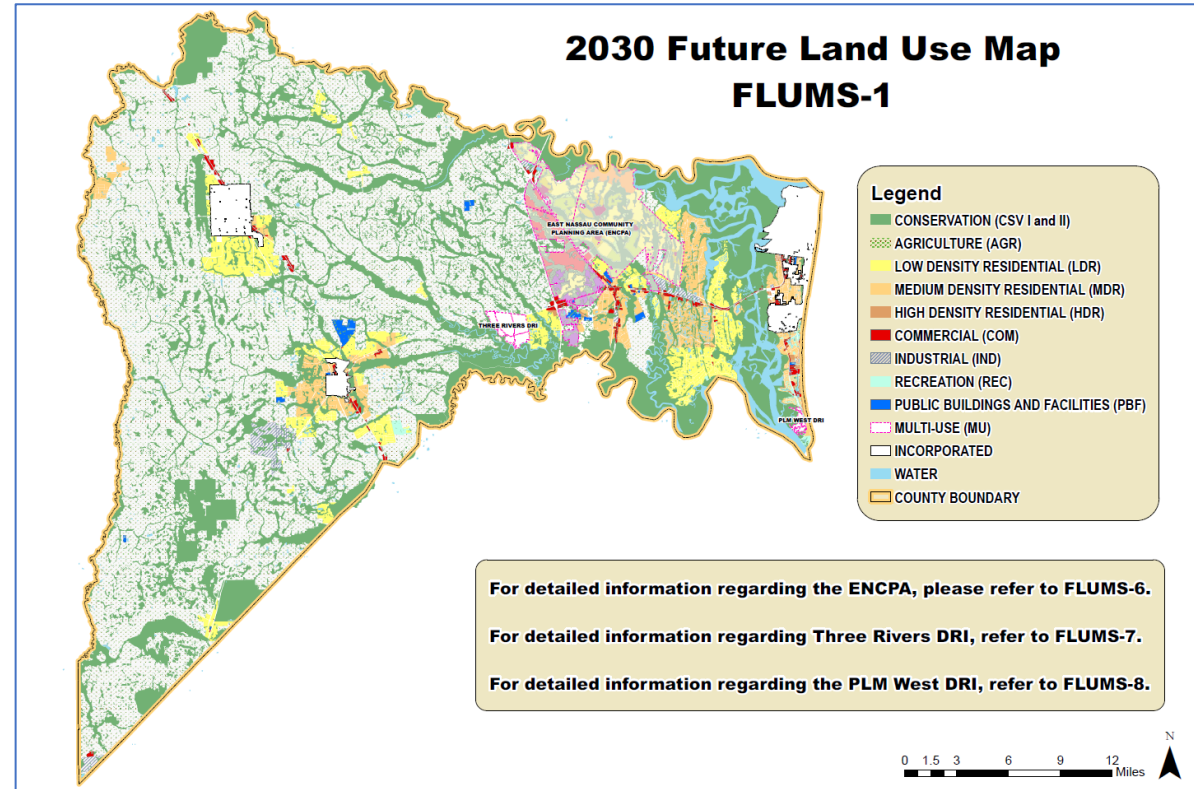 2030 Future Land Use Map
FLUMS-1
EAST NASSAU COMMUNITY
PLANNING AREA (ENCPA)
THREE RIVERS DRI
PLM WEST DRI
Legend
CONSERVATION (CSV I and II)
AGRICULTURE (AGR)
LOW DENSITY RESIDENTIAL (LDR)
MEDIUM DENSITY RESIDENTIAL (MDR)
HIGH DENSITY RESIDENTIAL (HDR)
COMMERCIAL (COM)
INDUSTRIAL (IND)
RECREATION (REC)
PUBLIC BUILDINGS AND FACILITIES (PBF)
MULTI-USE (MU)
INCORPORATED
WATER
COUNTY BOUNDARY
For detailed information regarding the ENCPA, please refer to FLUMS-6.
For detailed information regarding Three Rivers DRI, refer to FLUMS-7.
For detailed information regarding the PLM West DRI, refer to FLUMS-8.
N
0 1.5 3 6 9 12
Miles